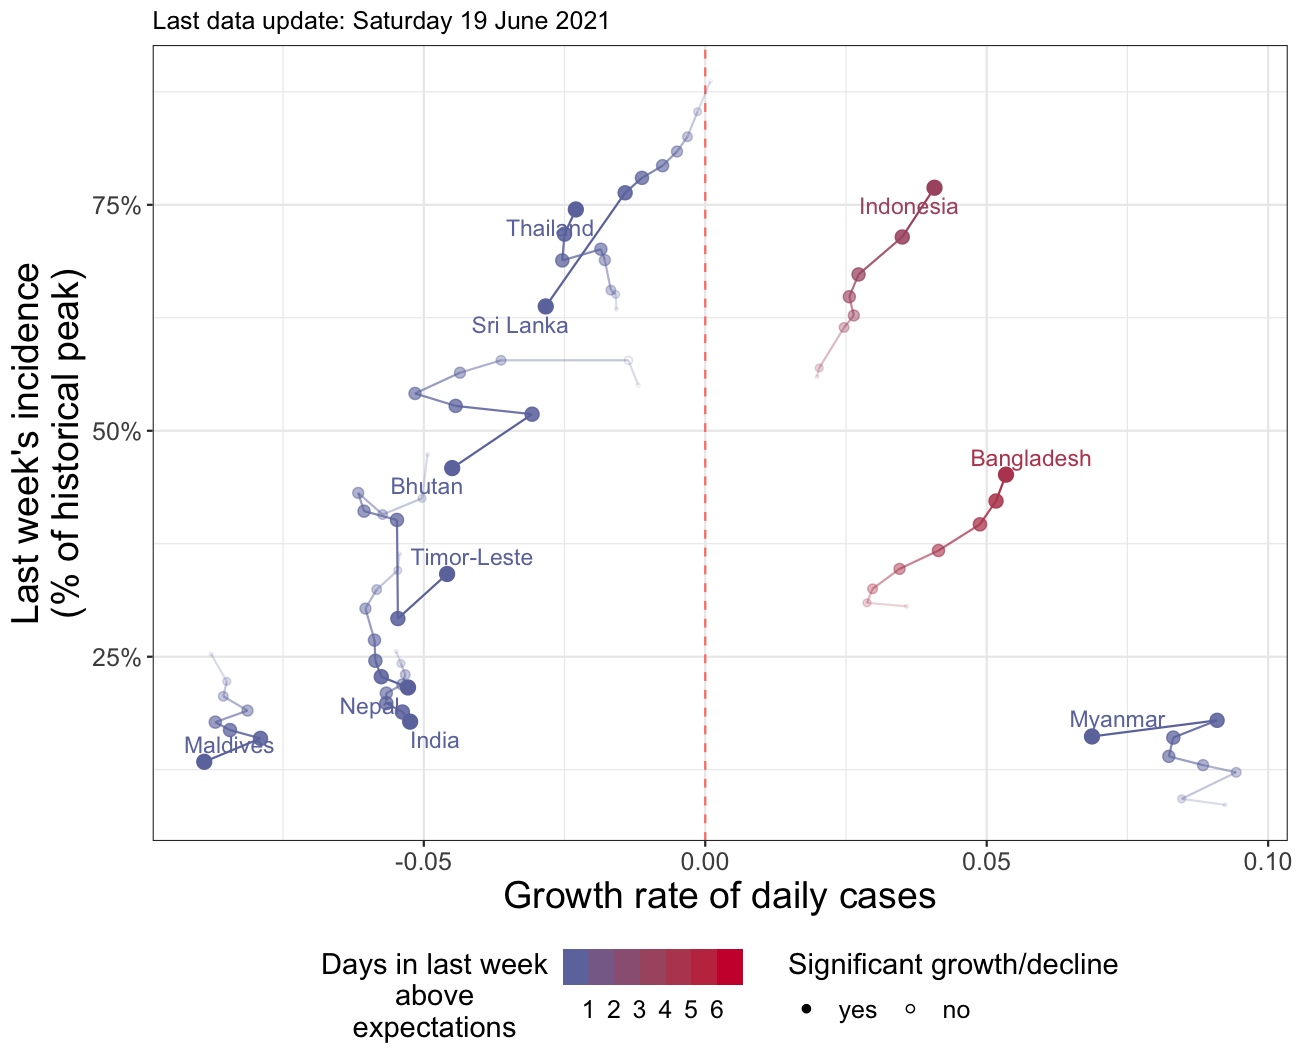 Last data update: Saturday 19 June 2021
Last week's incidence
(% of historical peak)
75%
50%
25%
Thailand
Indonesia
Sri Lanka
Bangladesh
Bhutan
Timor-Leste
Nepal
Myanmar
India
Maldives
-0.05
0.00
0.05
0.10
Growth rate of daily cases
Days in last week
above
expectations
1 2 3 4 5 6
Significant growth/decline
yes no